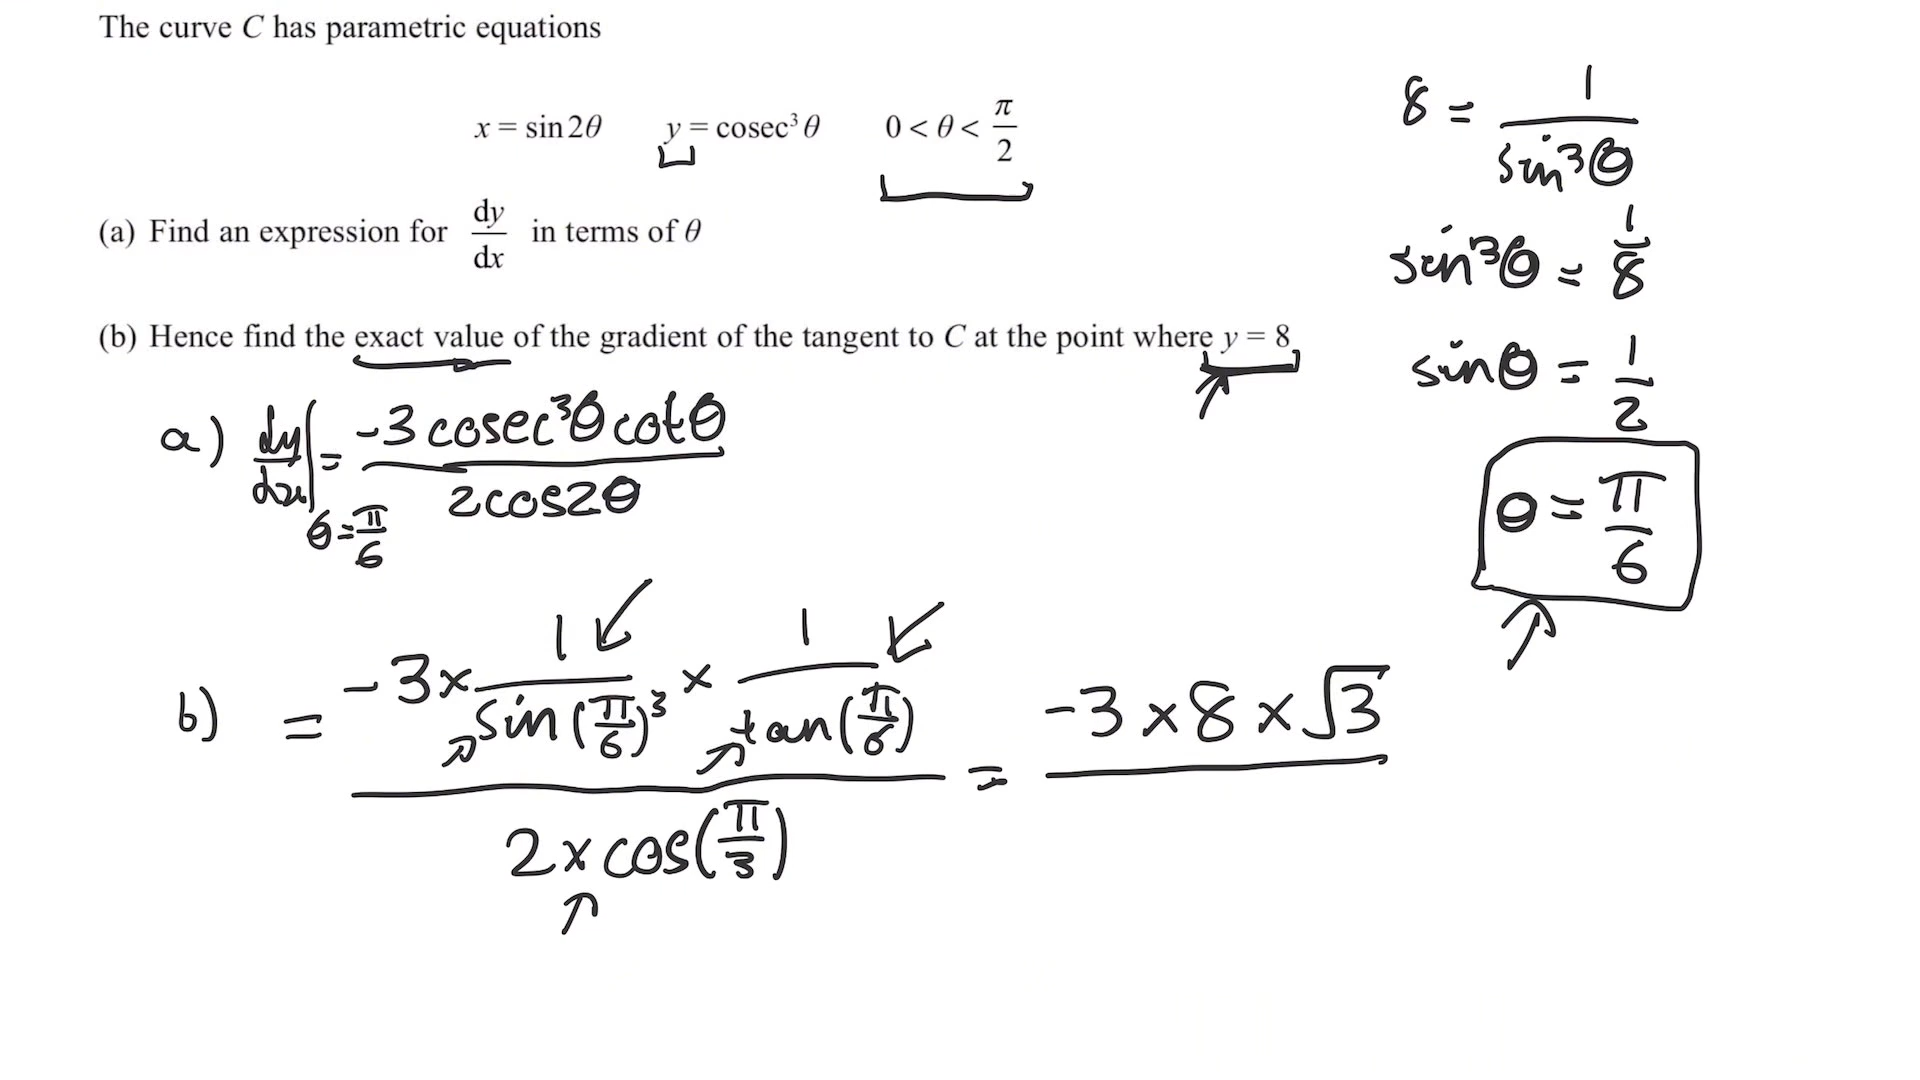 The curve C has parametric equations
x = sin 2θ y = cosec³ θ 0 < θ < π/2
(a) Find an expression for dy/dx in terms of θ
(b) Hence find the exact value of the gradient of the tangent to C at the point where y = 8
8 = 1/sin³θ
sin³θ = 1/8
sinθ = 1/2
θ = π/6
a) dy/dx |θ=π/6 = -3cosec³θcotθ / 2cos2θ
b) = -3 × 1/sin(π/6)³ × 1/tan(π/6) / 2 × cos(π/3) = -3 × 8 × √3